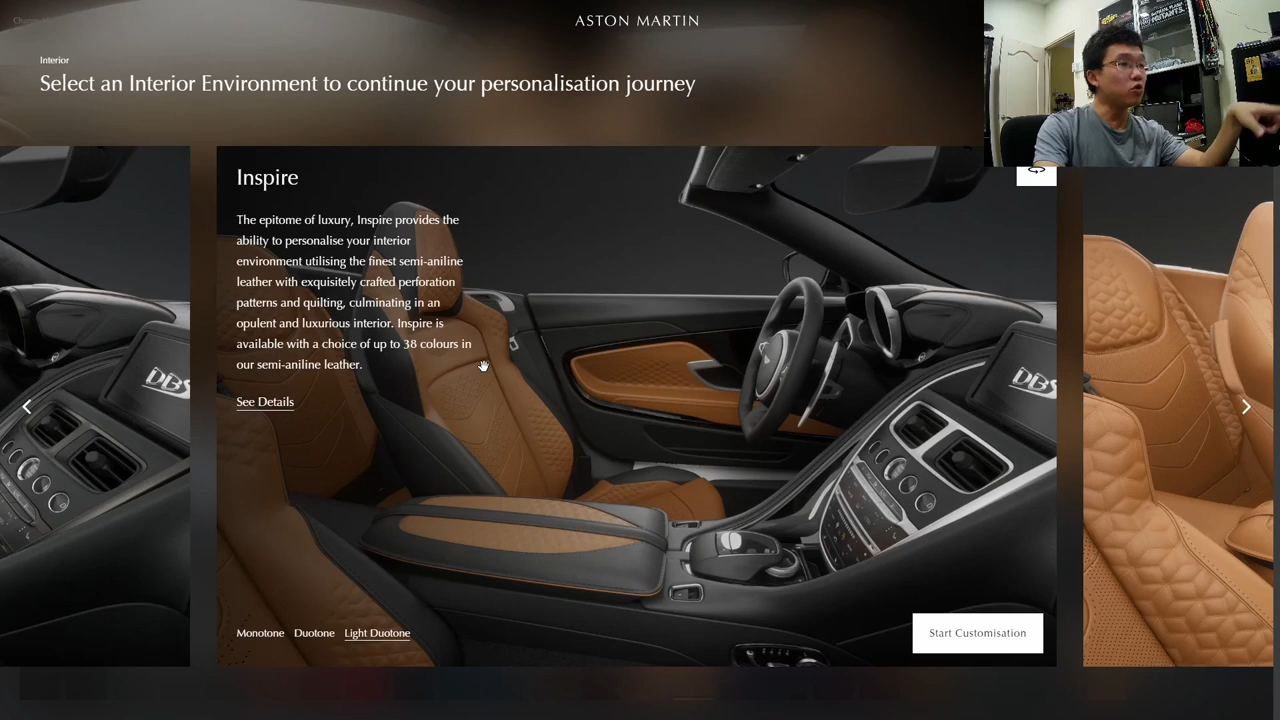 ASTON MARTIN
Interior
Select an Interior Environment to continue your personalisation journey
Inspire
The epitome of luxury, Inspire provides the
ability to personalise your interior
environment utilising the finest semi-aniline
leather with exquisitely crafted perforation
patterns and quilting, culminating in an
opulent and luxurious interior. Inspire is
available with a choice of up to 38 colours in
our semi-aniline leather.
See Details
DBS
DBS
Monotone Duotone Light Duotone
Start Customisation